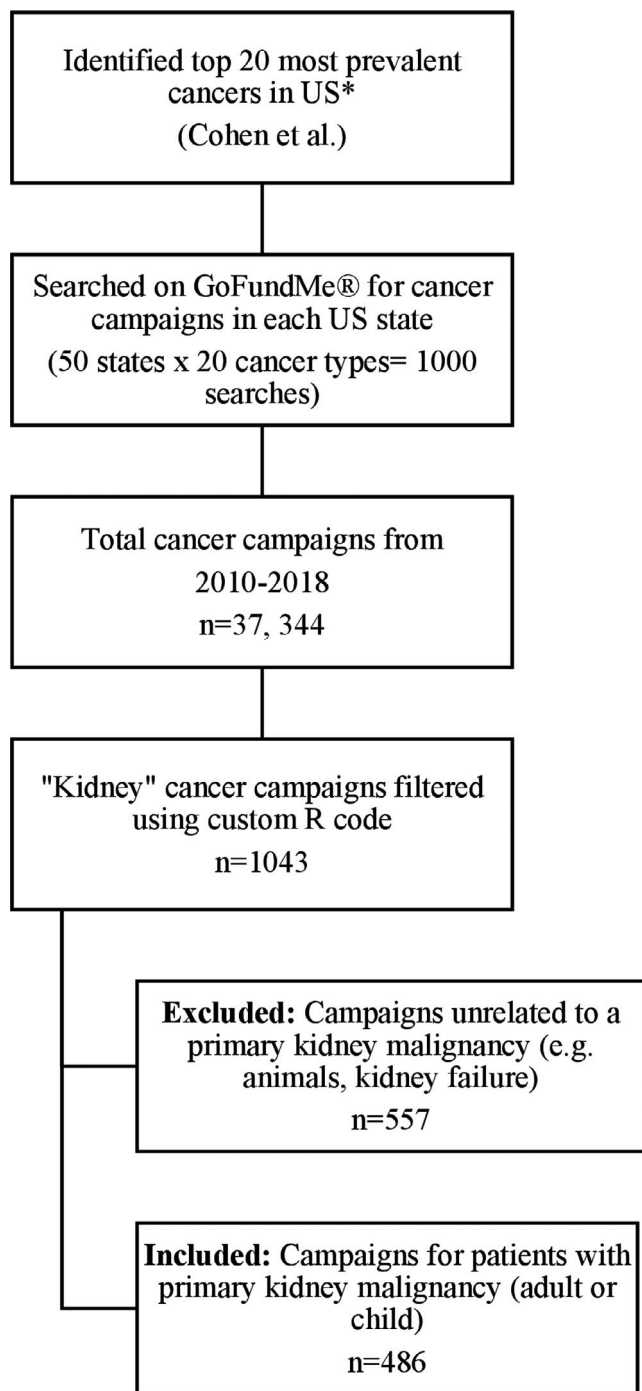 Identified top 20 most prevalent
cancers in US*
(Cohen et al.)
Searched on GoFundMe® for cancer
campaigns in each US state
(50 states x 20 cancer types= 1000
searches)
Total cancer campaigns from
2010-2018
n=37, 344
"Kidney" cancer campaigns filtered
using custom R code
n=1043
Excluded: Campaigns unrelated to a
primary kidney malignancy (e.g.
animals, kidney failure)
n=557
Included: Campaigns for patients with
primary kidney malignancy (adult or
child)
n=486